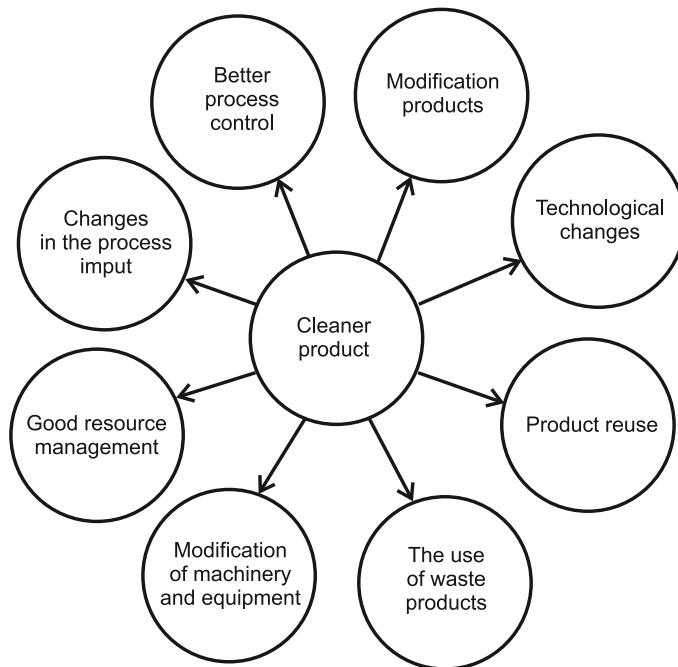 Better
process
control
Modification
products
Technological
changes
Changes
in the process
imput
Cleaner
product
Good resource
management
Product reuse
Modification
of machinery
and equipment
The use
of waste
products